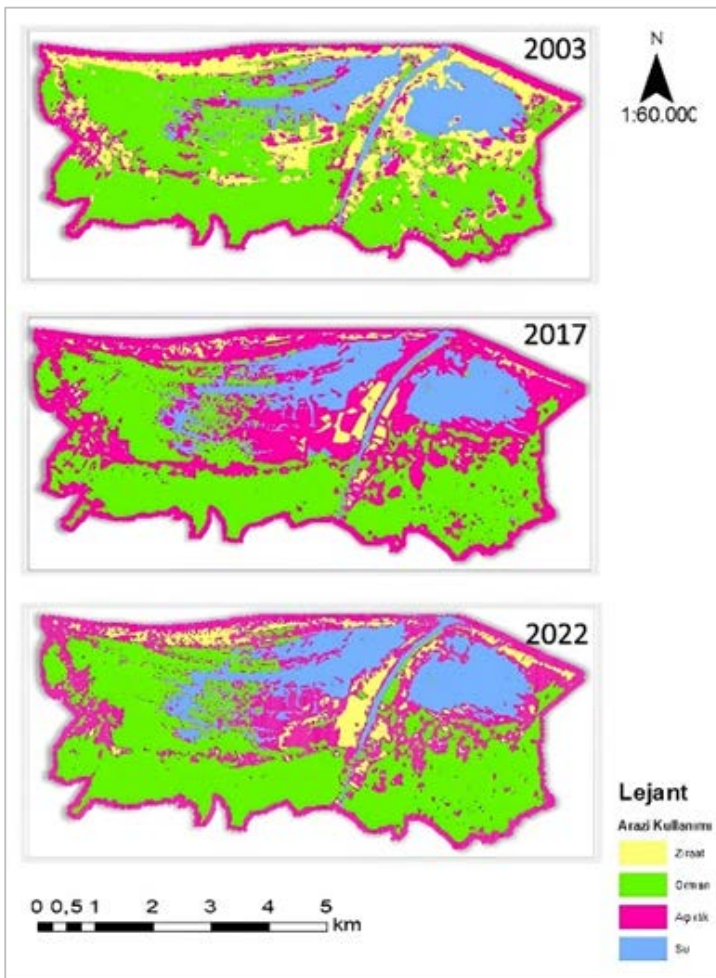 2003
N
1:60.000
2017
2022
Lejant
Arazi Kullanımı
Ziraat
Orman
Açıklık
Su
0 0,5 1 2 3 4 5
km